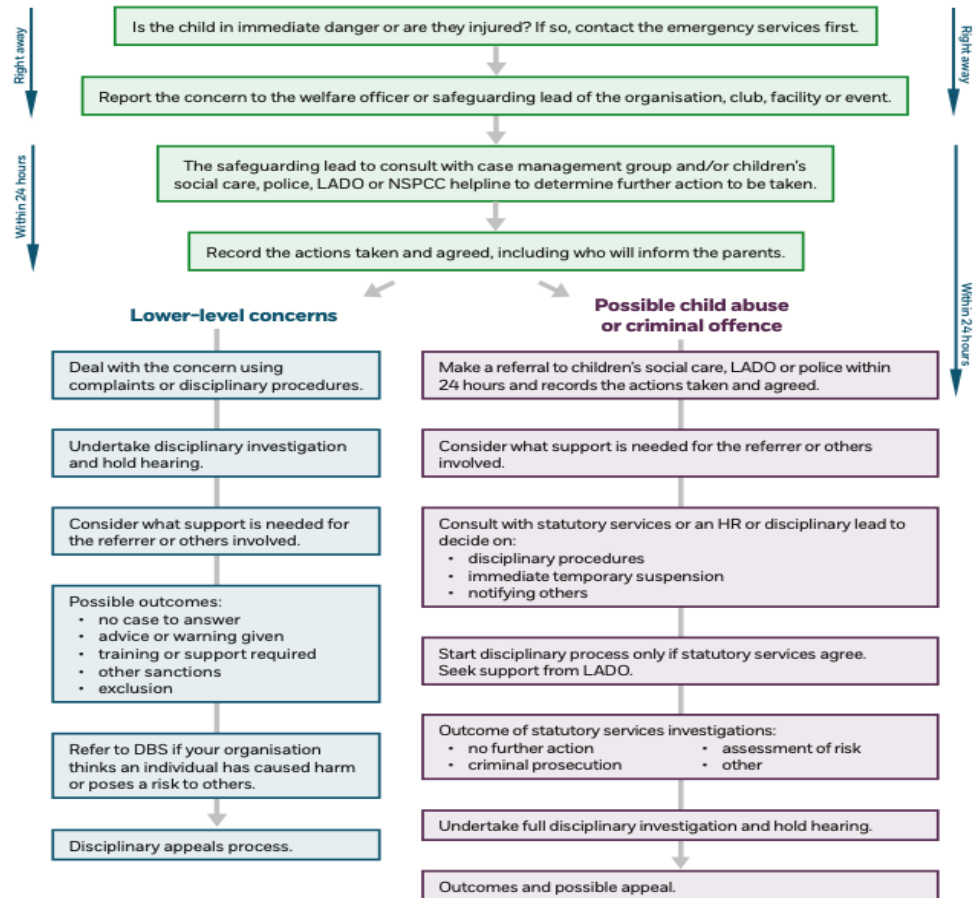 Right away
Right away
Is the child in immediate danger or are they injured? If so, contact the emergency services first.
Report the concern to the welfare officer or safeguarding lead of the organisation, club, facility or event.
Within 24 hours
Within 24 hours
The safeguarding lead to consult with case management group and/or children's
social care, police, LADO or NSPCC helpline to determine further action to be taken.
Record the actions taken and agreed, including who will inform the parents.
Lower-level concerns
Deal with the concern using
complaints or disciplinary procedures.
Undertake disciplinary investigation
and hold hearing.
Consider what support is needed for
the referrer or others involved.
Possible outcomes:
• no case to answer
• advice or warning given
• training or support required
• other sanctions
• exclusion
Refer to DBS if your organisation
thinks an individual has caused harm
or poses a risk to others.
Disciplinary appeals process.
Possible child abuse
or criminal offence
Make a referral to children's social care, LADO or police within
24 hours and records the actions taken and agreed.
Consider what support is needed for the referrer or others
involved.
Consult with statutory services or an HR or disciplinary lead to
decide on:
• disciplinary procedures
• immediate temporary suspension
• notifying others
Start disciplinary process only if statutory services agree.
Seek support from LADO.
Outcome of statutory services investigations:
• no further action • assessment of risk
• criminal prosecution • other
Undertake full disciplinary investigation and hold hearing.
Outcomes and possible appeal.